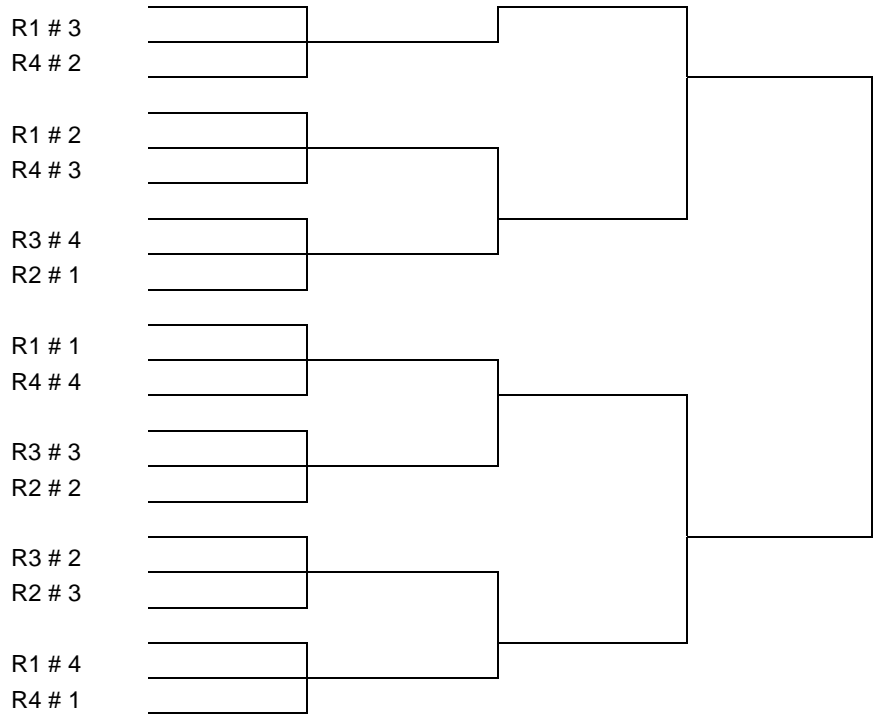 R1 # 3
R4 # 2
R1 # 2
R4 # 3
R3 # 4
R2 # 1
R1 # 1
R4 # 4
R3 # 3
R2 # 2
R3 # 2
R2 # 3
R1 # 4
R4 # 1